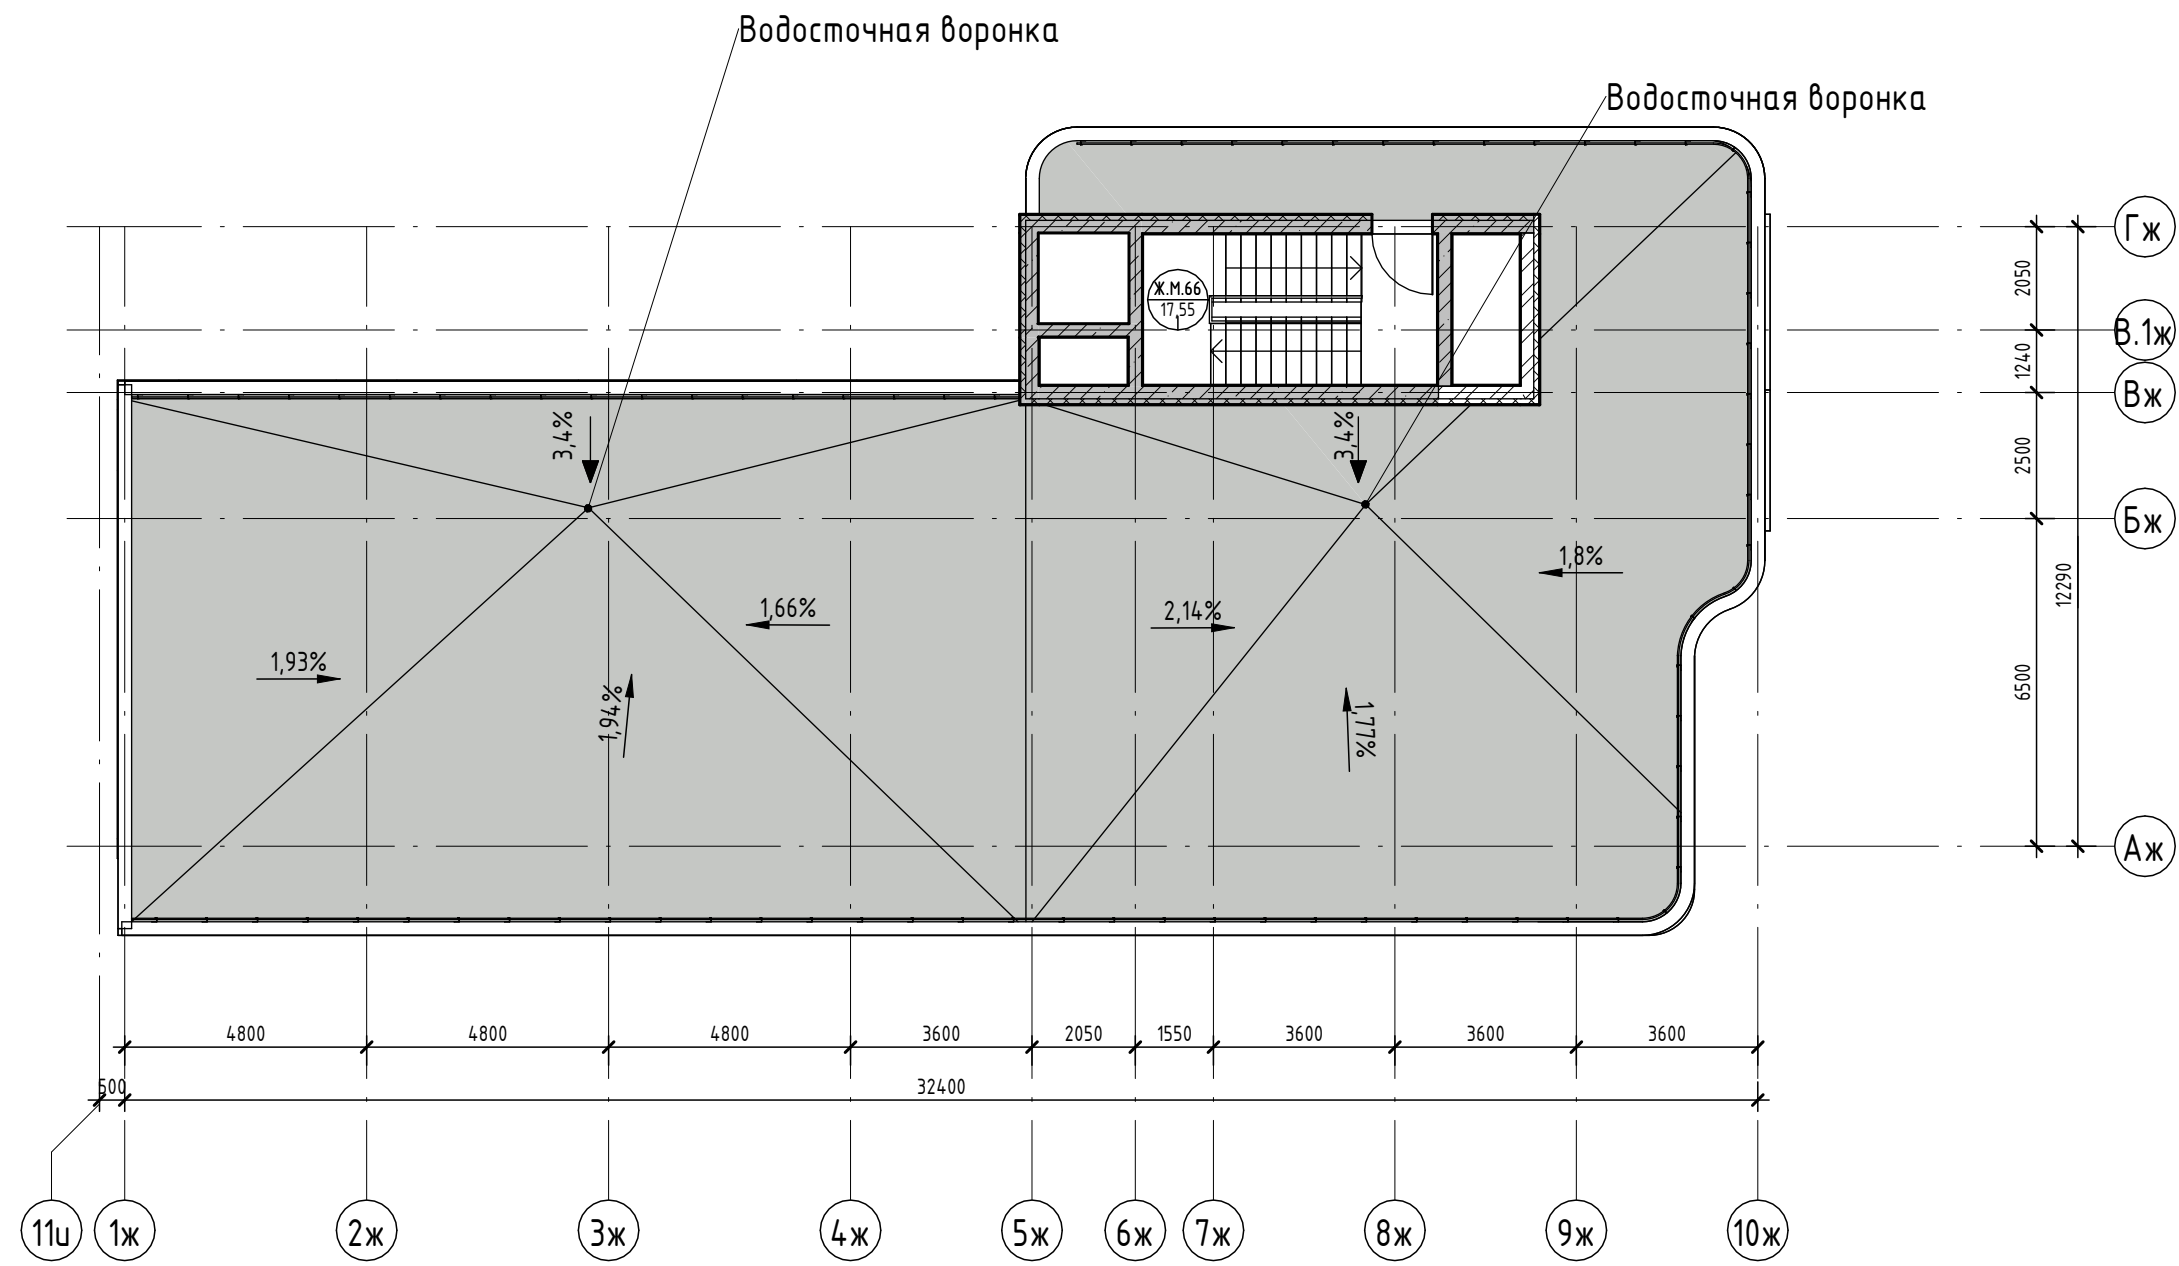 Водосточная воронка
Водосточная воронка
Гж
2050
Ж.М.66
17,55
В.1ж
1240
Вж
3,4%
3,4%
2500
Бж
1,8%
12290
1,66%
2,14%
1,93%
6500
1,94%
1,77%
Аж
4800 4800 4800 3600 2050 1550 3600 3600 3600
500 32400
11и 1ж 2ж 3ж 4ж 5ж 6ж 7ж 8ж 9ж 10ж